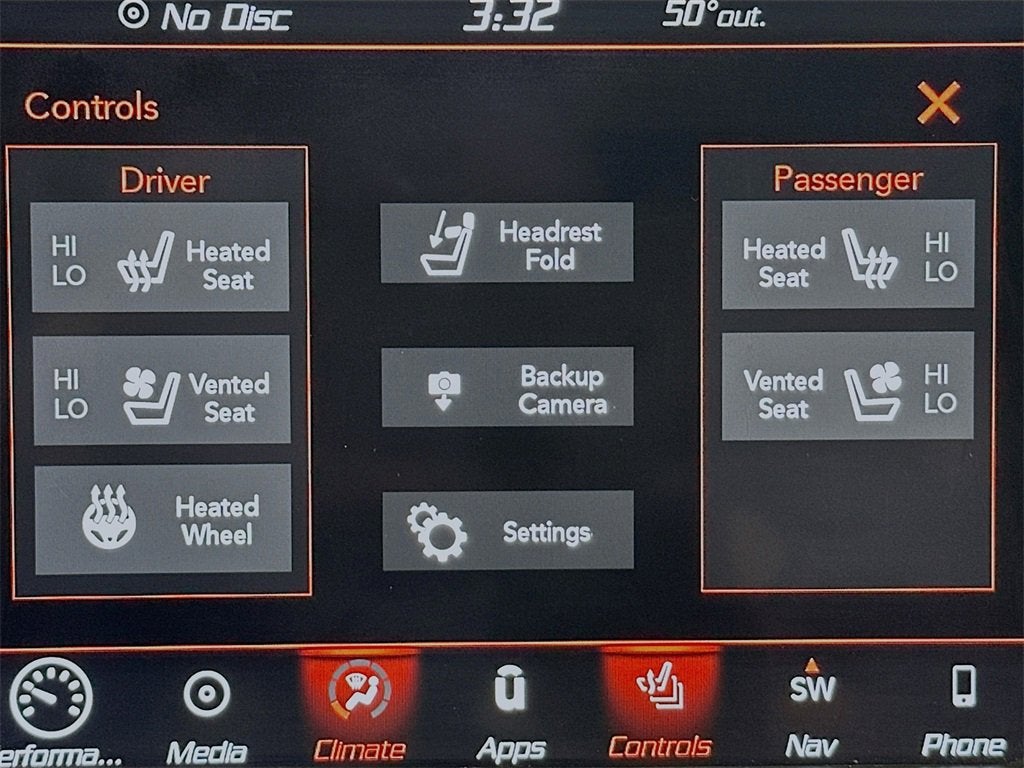 No Disc 3:32 50°out.
Controls
Driver
Passenger
HI
LO
Heated
Seat
Headrest
Fold
Heated
Seat
HI
LO
HI
LO
Vented
Seat
Backup
Camera
Vented
Seat
HI
LO
Heated
Wheel
Settings
u SW
erforma... Media Climate Apps Controls Nav Phone